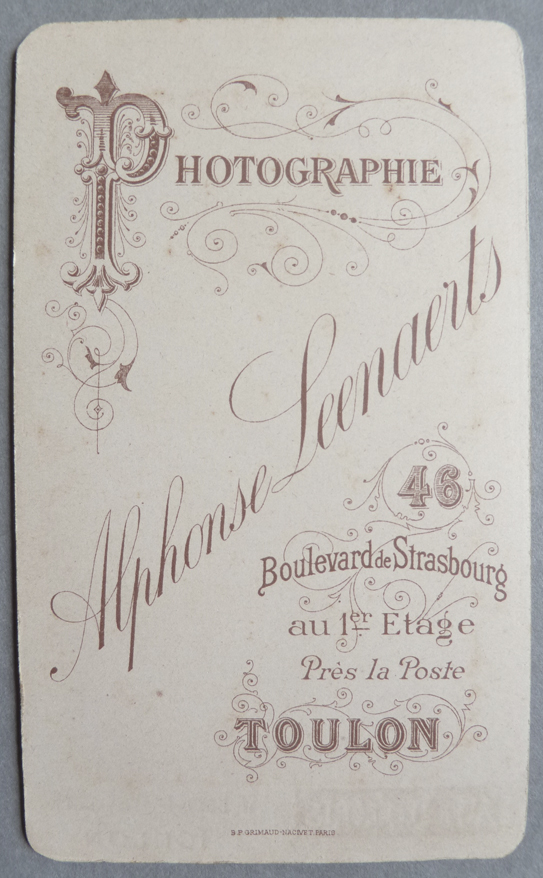 PHOTOGRAPHIE
Alphonse Leenaerts
46
Boulevard de Strasbourg
au 1er Etage
Près la Poste
TOULON